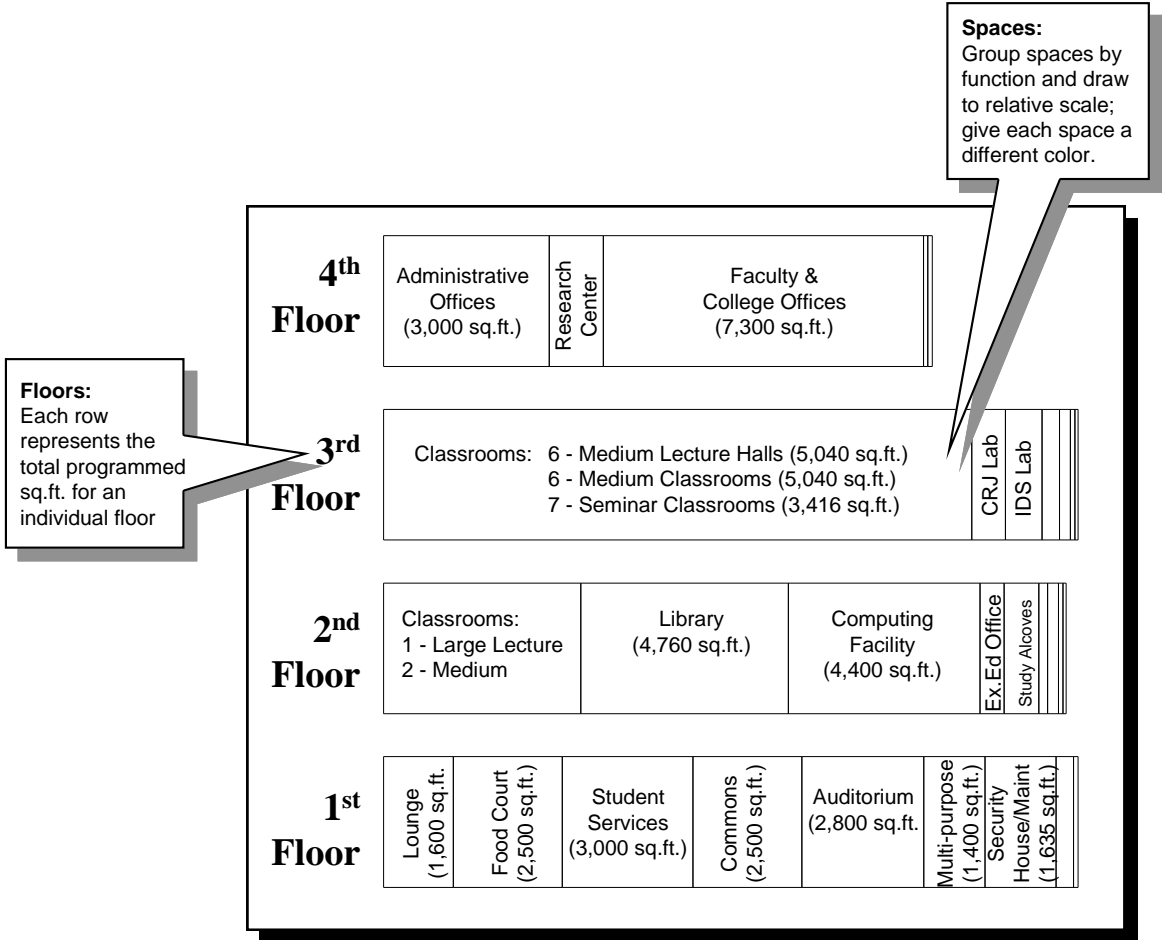 Spaces:
Group spaces by
function and draw
to relative scale;
give each space a
different color.
4th
Floor
Administrative
Offices
(3,000 sq.ft.)
Research
Center
Faculty &
College Offices
(7,300 sq.ft.)
Floors:
Each row
represents the
total programmed
sq.ft. for an
individual floor
3rd
Floor
Classrooms: 6 - Medium Lecture Halls (5,040 sq.ft.)
6 - Medium Classrooms (5,040 sq.ft.)
7 - Seminar Classrooms (3,416 sq.ft.)
CRJ Lab
IDS Lab
2nd
Floor
Classrooms:
1 - Large Lecture
2 - Medium
Library
(4,760 sq.ft.)
Computing
Facility
(4,400 sq.ft.)
Ex.Ed Office
Study Alcoves
1st
Floor
Lounge
(1,600 sq.ft.
Food Court
(2,500 sq.ft.)
Student
Services
(3,000 sq.ft.)
Commons
(2,500 sq.ft.)
Auditorium
(2,800 sq.ft.
Multi-purpose
(1,400 sq.ft.)
Security
House/Maint
(1,635 sq.ft.)